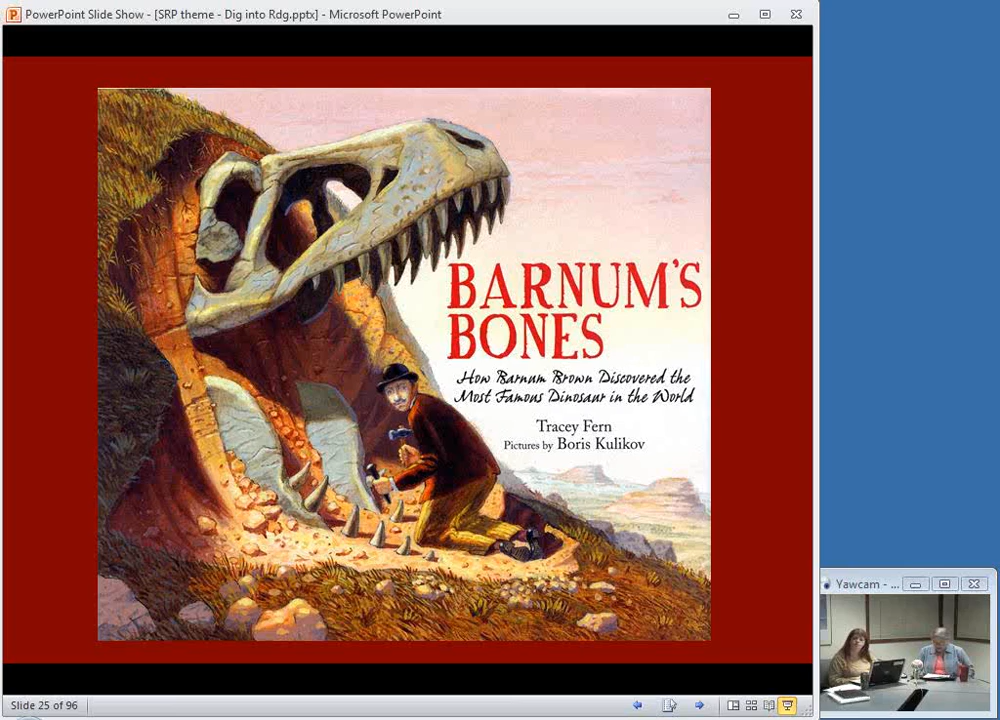 PowerPoint Slide Show - [SRP theme - Dig into Rdg.pptx] - Microsoft PowerPoint
BARNUM'S
BONES
How Barnum Brown Discovered the
Most Famous Dinosaur in the World
Tracey Fern
Pictures by Boris Kulikov
Yawcam - ...
Slide 25 of 96